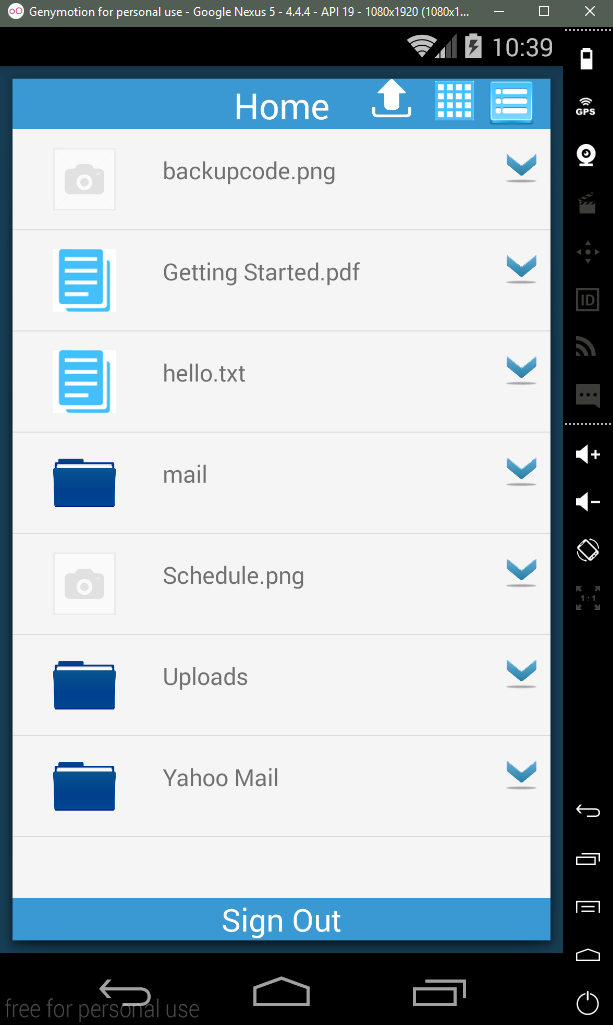 Genymotion for personal use - Google Nexus 5 - 4.4.4 - API 19 - 1080x1920 (1080x1...
10:39
GPS
Home
backupcode.png
Getting Started.pdf
ID
hello.txt
mail
Schedule.png
1:1
Uploads
Yahoo Mail
Sign Out
free for personal use